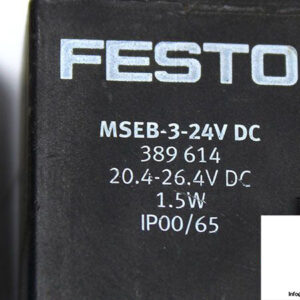 FESTO
MSEB-3-24V DC
389 614
20.4-26.4V DC
1.5W
IP00/65